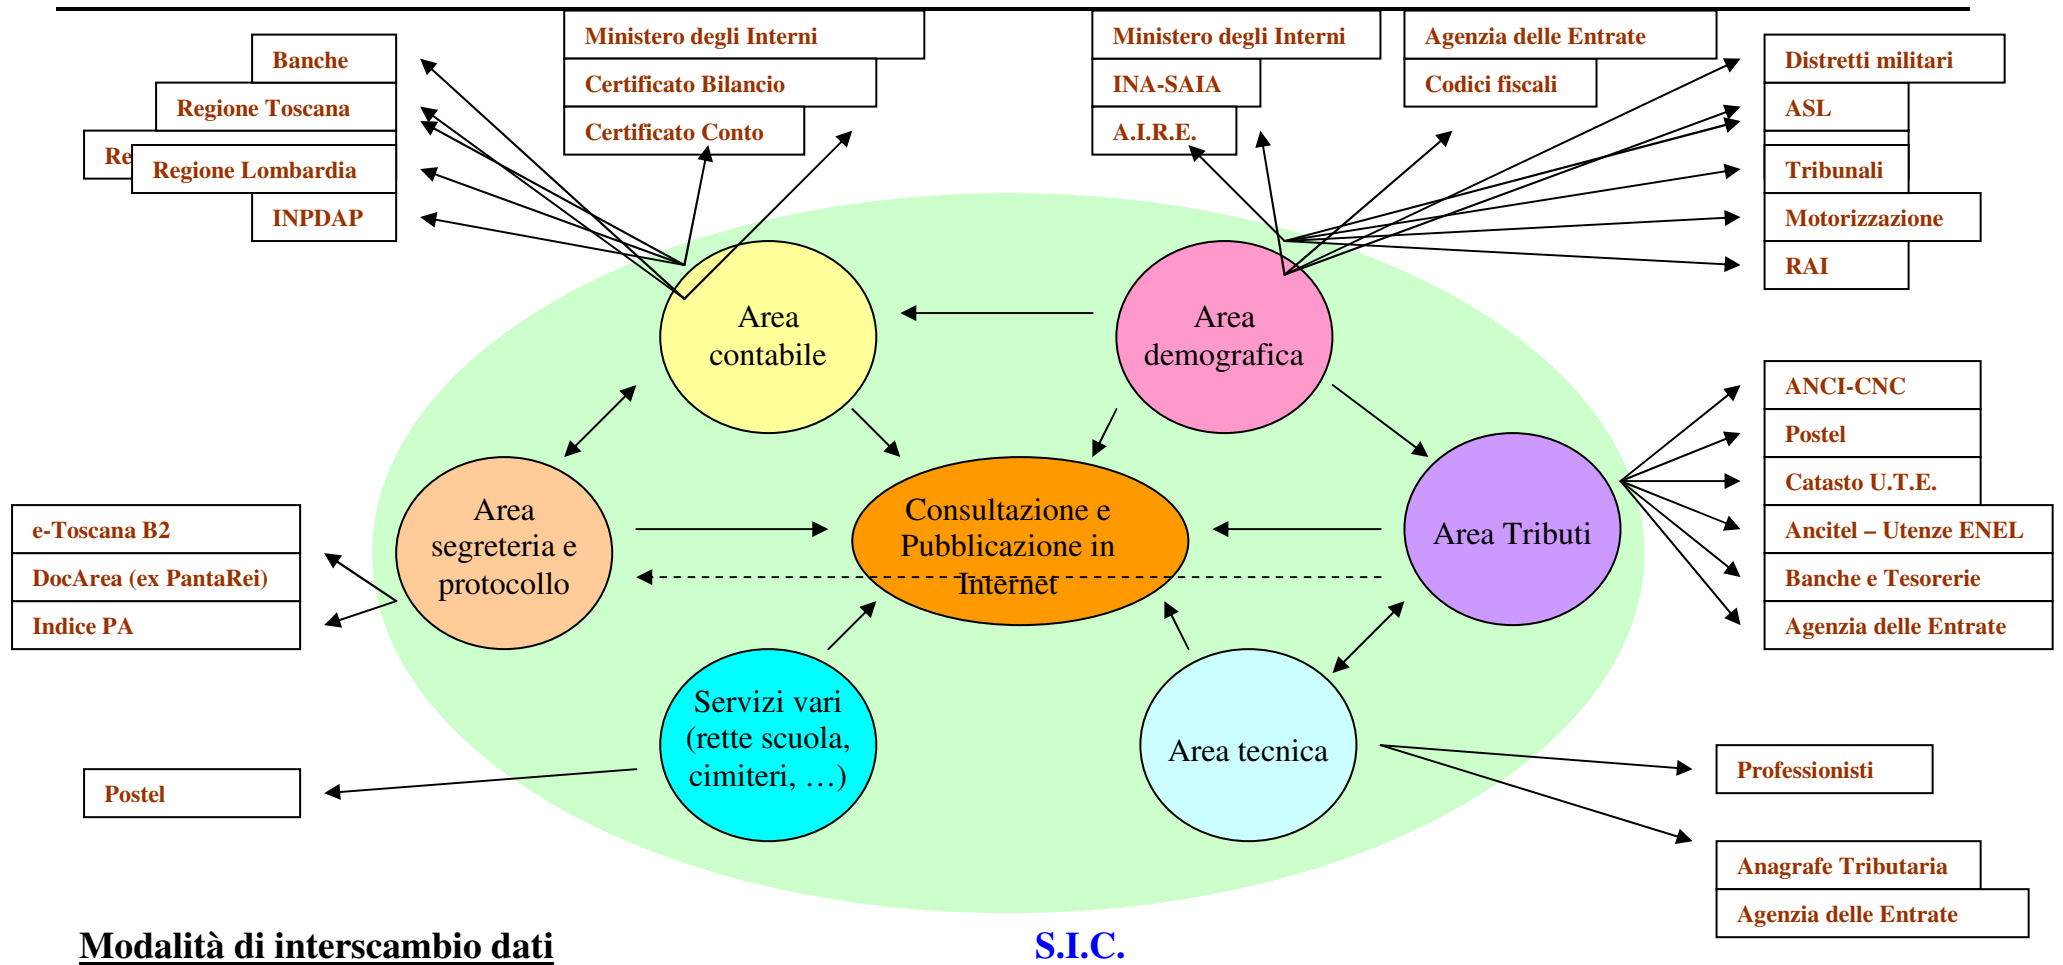 Ministero degli Interni
Certificato Bilancio
Certificato Conto
Ministero degli Interni
INA-SAIA
A.I.R.E.
Agenzia delle Entrate
Codici fiscali
Banche
Regione Toscana
Re
Regione Lombardia
INPDAP
Distretti militari
ASL
Tribunali
Motorizzazione
RAI
Area
contabile
Area
demografica
ANCI-CNC
Postel
Catasto U.T.E.
Ancitel – Utenze ENEL
Banche e Tesorerie
Agenzia delle Entrate
Area
segreteria e
protocollo
Consultazione e
Pubblicazione in
Internet
Area Tributi
e-Toscana B2
DocArea (ex PantaRei)
Indice PA
Servizi vari
(rette scuola,
cimiteri, …)
Area tecnica
Postel
Professionisti
Anagrafe Tributaria
Agenzia delle Entrate
Modalità di interscambio dati
S.I.C.